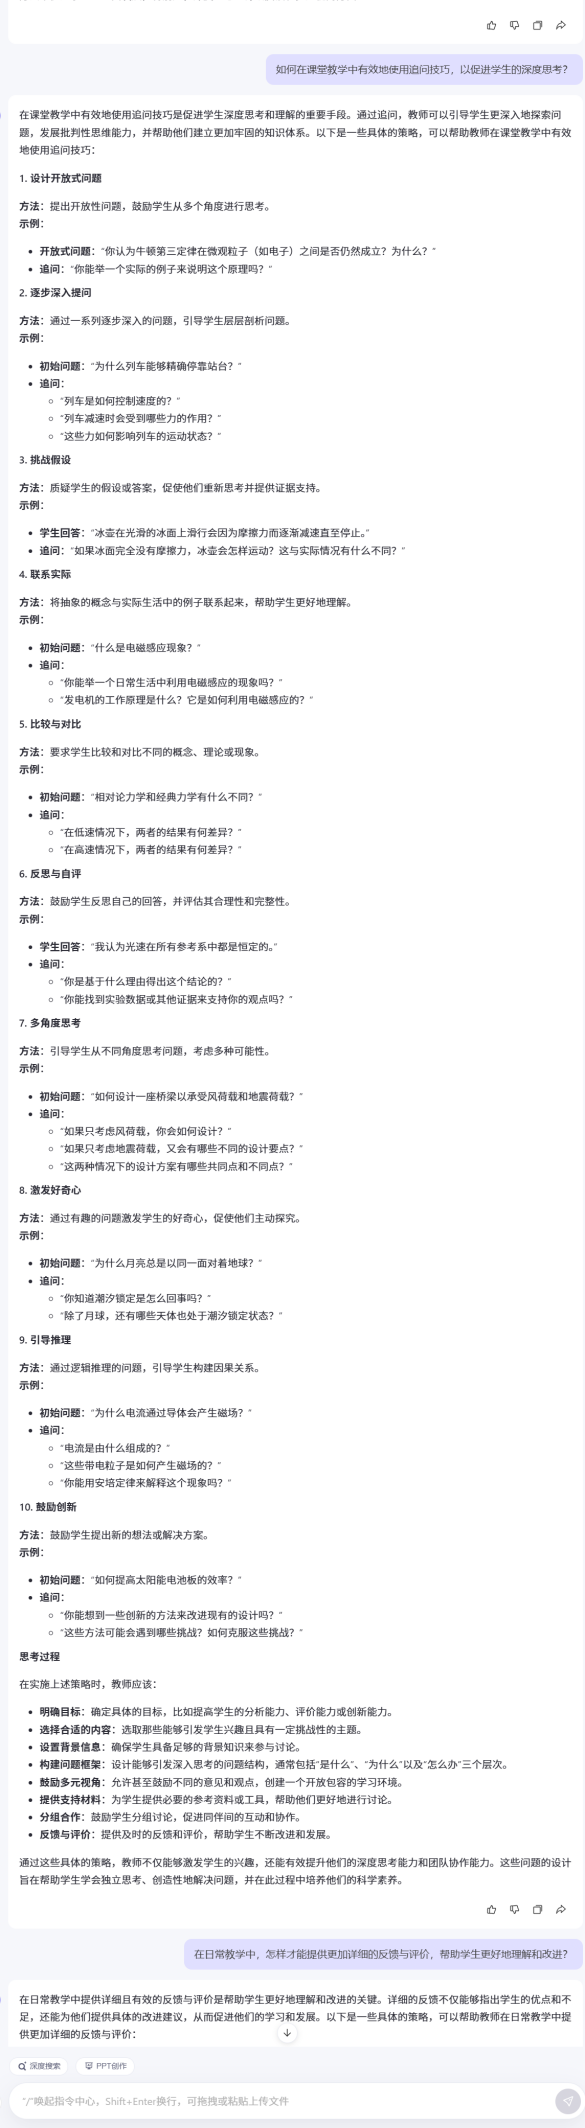 如何在课堂教学中有效地使用追问技巧，以促进学生的深度思考？
在课堂教学中有效地使用追问技巧是促进学生深度思考和理解的重要手段。通过追问，教师可以引导学生更深入地探索问
题，发展批判性思维能力，并帮助他们建立更加牢固的知识体系。以下是一些具体的策略，可以帮助教师在课堂教学中有效
地使用追问技巧：
1. 设计开放式问题
方法：提出开放性问题，鼓励学生从多个角度进行思考。
示例：
• 开放式问题：“你认为牛顿第三定律在微观粒子（如电子）之间是否仍然成立？为什么？”
• 追问：“你能举一个实际的例子来说明这个原理吗？”
2. 逐步深入提问
方法：通过一系列逐步深入的问题，引导学生层层剖析问题。
示例：
• 初始问题：“为什么列车能够精确停靠站台？”
• 追问：
○ “列车是如何控制速度的？”
○ “列车减速时会受到哪些力的作用？”
○ “这些力如何影响列车的运动状态？”
3. 挑战假设
方法：质疑学生的假设或答案，促使他们重新思考并提供证据支持。
示例：
• 学生回答：“冰壶在光滑的冰面上滑行会因为摩擦力而逐渐减速直至停止。”
• 追问：“如果冰面完全没有摩擦力，冰壶会怎样运动？这与实际情况有什么不同？”
4. 联系实际
方法：将抽象的概念与实际生活中的例子联系起来，帮助学生更好地理解。
示例：
• 初始问题：“什么是电磁感应现象？”
• 追问：
○ “你能举一个日常生活中利用电磁感应的现象吗？”
○ “发电机的工作原理是什么？它是如何利用电磁感应的？”
5. 比较与对比
方法：要求学生比较和对比不同的概念、理论或现象。
示例：
• 初始问题：“相对论力学和经典力学有什么不同？”
• 追问：
○ “在低速情况下，两者的结果有何差异？”
○ “在高速情况下，两者的结果有何差异？”
6. 反思与自评
方法：鼓励学生反思自己的回答，并评估其合理性和完整性。
示例：
• 学生回答：“我认为光速在所有参考系中都是恒定的。”
• 追问：
○ “你是基于什么理由得出这个结论的？”
○ “你能找到实验数据或其他证据来支持你的观点吗？”
7. 多角度思考
方法：引导学生从不同角度思考问题，考虑多种可能性。
示例：
• 初始问题：“如何设计一座桥梁以承受风荷载和地震荷载？”
• 追问：
○ “如果只考虑风荷载，你会如何设计？”
○ “如果只考虑地震荷载，又会有哪些不同的设计要点？”
○ “这两种情况下的设计方案有哪些共同点和不同点？”
8. 激发好奇心
方法：通过有趣的问题激发学生的好奇心，促使他们主动探究。
示例：
• 初始问题：“为什么月亮总是以同一面对着地球？”
• 追问：
○ “你知道潮汐锁定是怎么回事吗？”
○ “除了月球，还有哪些天体也处于潮汐锁定状态？”
9. 引导推理
方法：通过逻辑推理的问题，引导学生构建因果关系。
示例：
• 初始问题：“为什么电流通过导体会产生磁场？”
• 追问：
○ “电流是由什么组成的？”
○ “这些带电粒子是如何产生磁场的？”
○ “你能用安培定律来解释这个现象吗？”
10. 鼓励创新
方法：鼓励学生提出新的想法或解决方案。
示例：
• 初始问题：“如何提高太阳能电池板的效率？”
• 追问：
○ “你能想到一些创新的方法来改进现有的设计吗？”
○ “这些方法可能会遇到哪些挑战？如何克服这些挑战？”
思考过程
在实施上述策略时，教师应该：
• 明确目标：确定具体的目标，比如提高学生的分析能力、评价能力或创新能力。
• 选择合适的内容：选取那些能够引发学生兴趣且具有一定挑战性的主题。
• 设置背景信息：确保学生具备足够的背景知识来参与讨论。
• 构建问题框架：设计能够引发深入思考的问题结构，通常包括“是什么”、“为什么”以及“怎么办”三个层次。
• 鼓励多元视角：允许甚至鼓励不同的意见和观点，创建一个开放包容的学习环境。
• 提供支持材料：为学生提供必要的参考资料或工具，帮助他们更好地进行讨论。
• 分组合作：鼓励学生分组讨论，促进同伴间的互动和协作。
• 反馈与评价：提供及时的反馈和评价，帮助学生不断改进和发展。
通过这些具体的策略，教师不仅能够激发学生的兴趣，还能有效提升他们的深度思考能力和团队协作能力。这些问题的设计
旨在帮助学生学会独立思考、创造性地解决问题，并在此过程中培养他们的科学素养。
在日常教学中，怎样才能提供更加详细的反馈与评价，帮助学生更好地理解和改进？
在日常教学中提供详细且有效的反馈与评价是帮助学生更好地理解和改进的关键。详细的反馈不仅能够指出学生的优点和不
足，还能为他们提供具体的改进建议，从而促进他们的学习和发展。以下是一些具体的策略，可以帮助教师在日常教学中提
供更加详细的反馈与评价：
深度搜索
PPT创作
“/”唤起指令中心，Shift+Enter换行，可拖拽或粘贴上传文件